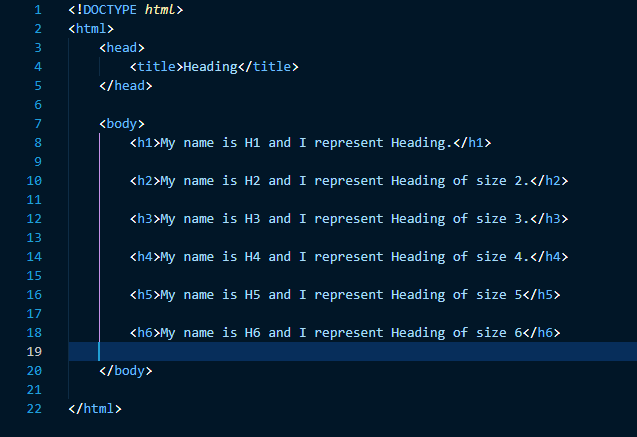 1 <!DOCTYPE html>
2 <html>
3 <head>
4 <title>Heading</title>
5 </head>
6
7 <body>
8 <h1>My name is H1 and I represent Heading.</h1>
9
10 <h2>My name is H2 and I represent Heading of size 2.</h2>
11
12 <h3>My name is H3 and I represent Heading of size 3.</h3>
13
14 <h4>My name is H4 and I represent Heading of size 4.</h4>
15
16 <h5>My name is H5 and I represent Heading of size 5</h5>
17
18 <h6>My name is H6 and I represent Heading of size 6</h6>
19
20 </body>
21
22 </html>